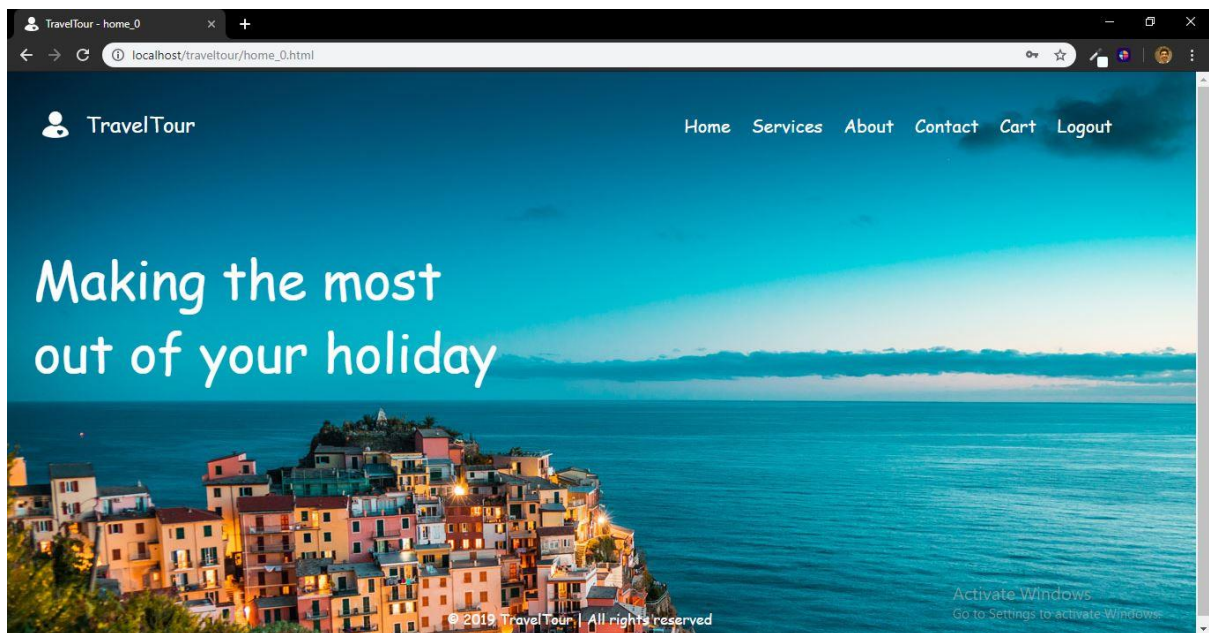 TravelTour - home_0
localhost/traveltour/home_0.html
TravelTour
Home Services About Contact Cart Logout
Making the most
out of your holiday
Activate Windows
Go to Settings to activate Windows.
© 2019 TravelTour | All rights reserved